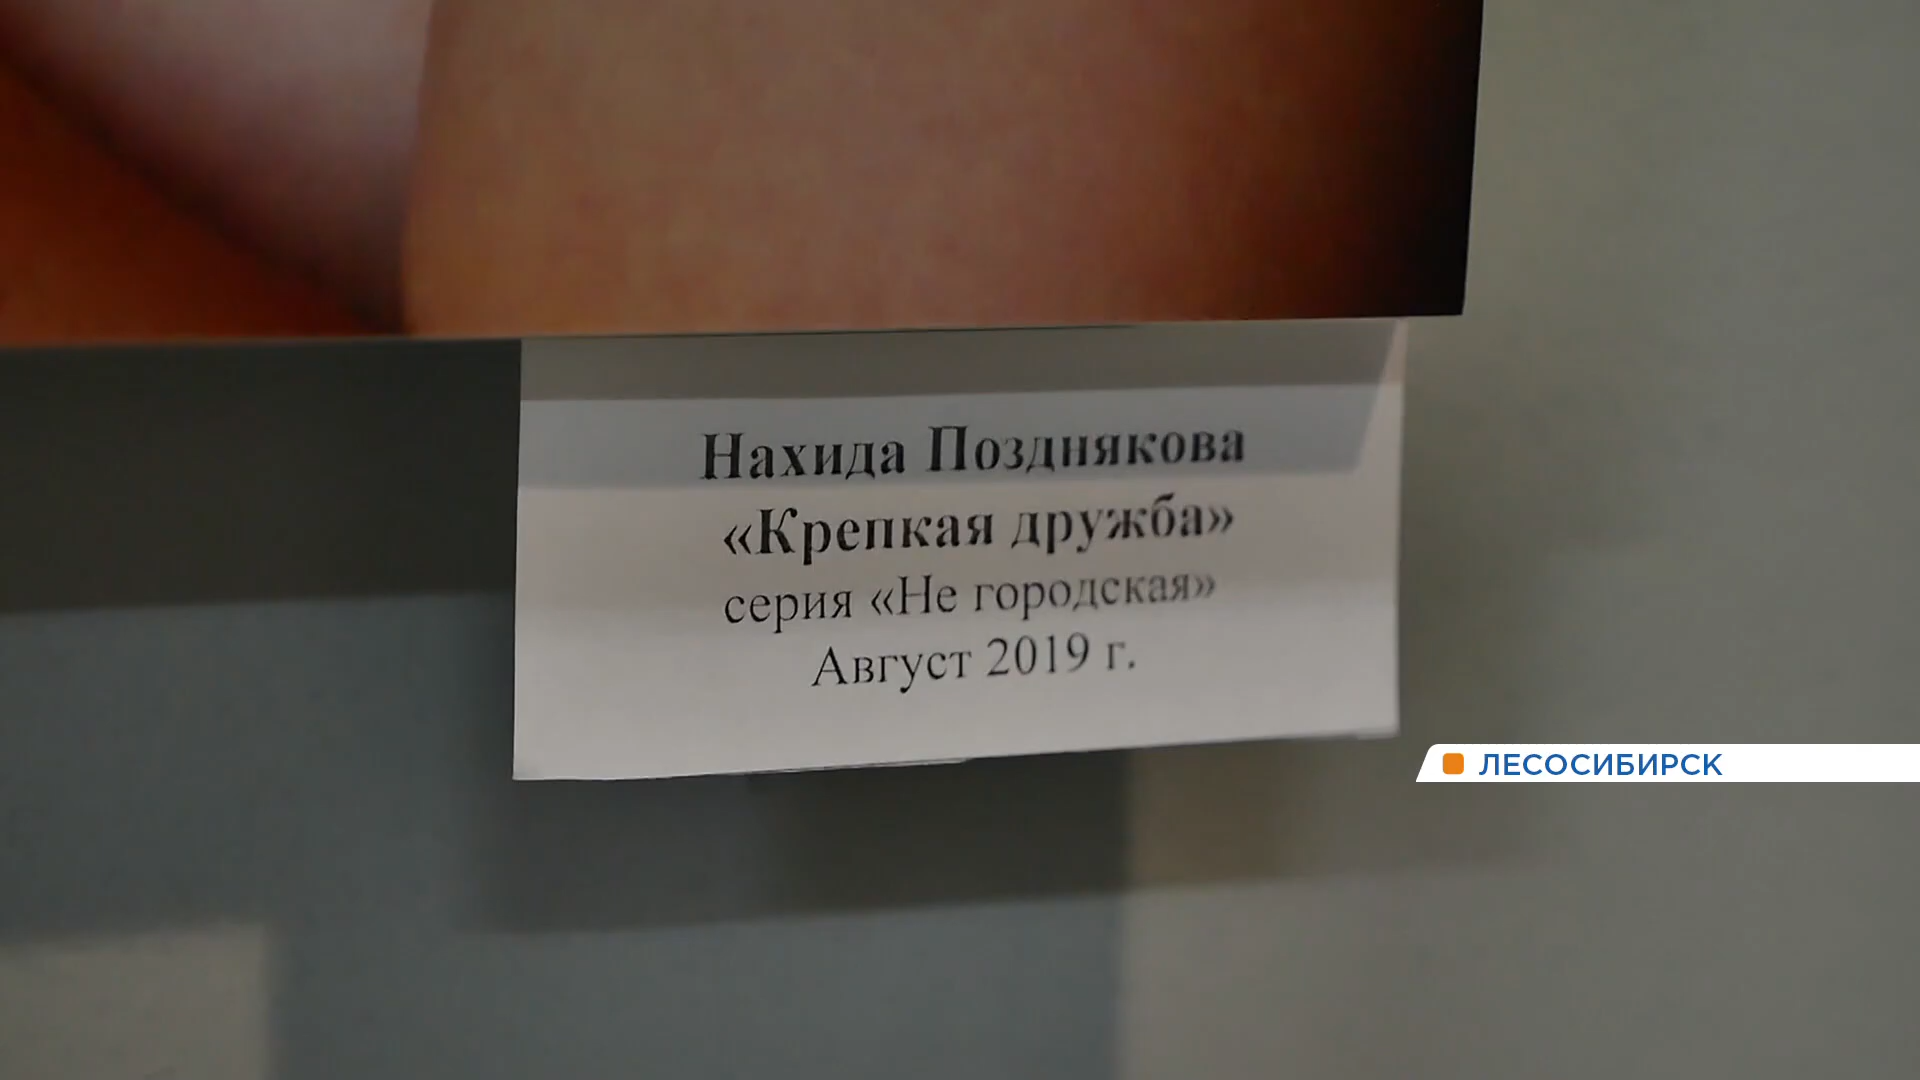 Нахида Позднякова
«Крепкая дружба»
серия «Не городская»
Август 2019 г.
ЛЕСОСИБИРСК